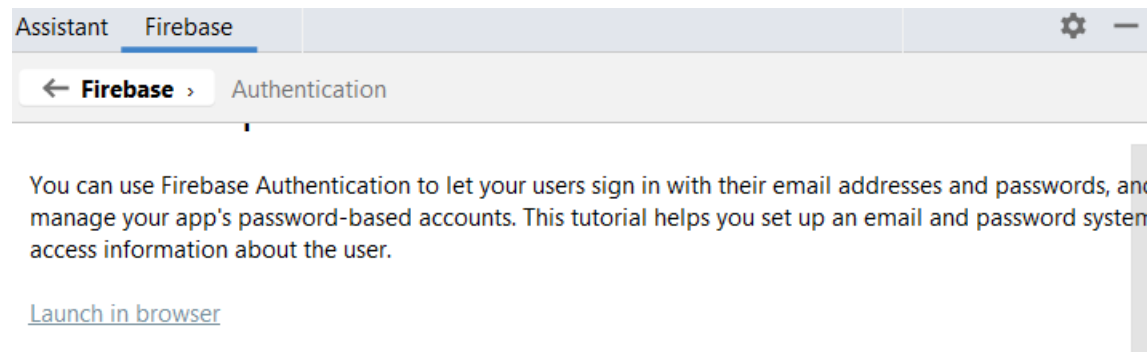 Assistant Firebase
← Firebase › Authentication
You can use Firebase Authentication to let your users sign in with their email addresses and passwords, and
manage your app's password-based accounts. This tutorial helps you set up an email and password system
access information about the user.
Launch in browser